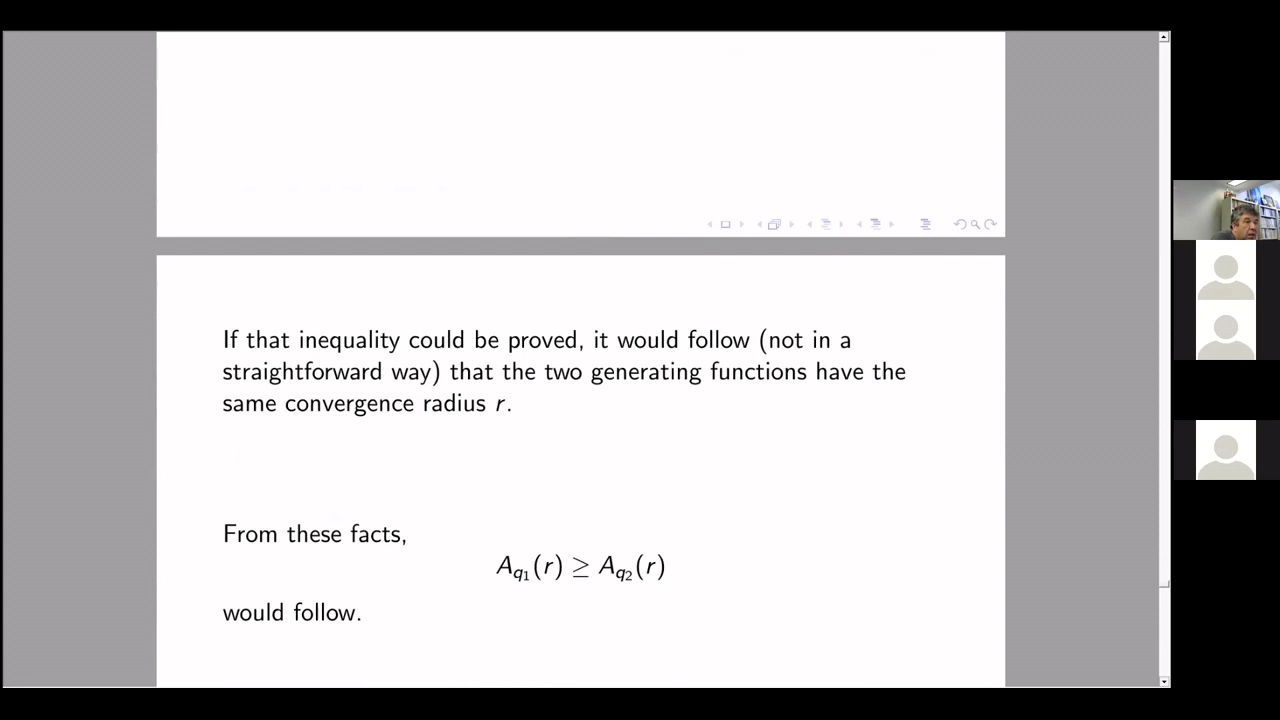 If that inequality could be proved, it would follow (not in a
straightforward way) that the two generating functions have the
same convergence radius r.
From these facts,
A_{q_1}(r) ≥ A_{q_2}(r)
would follow.